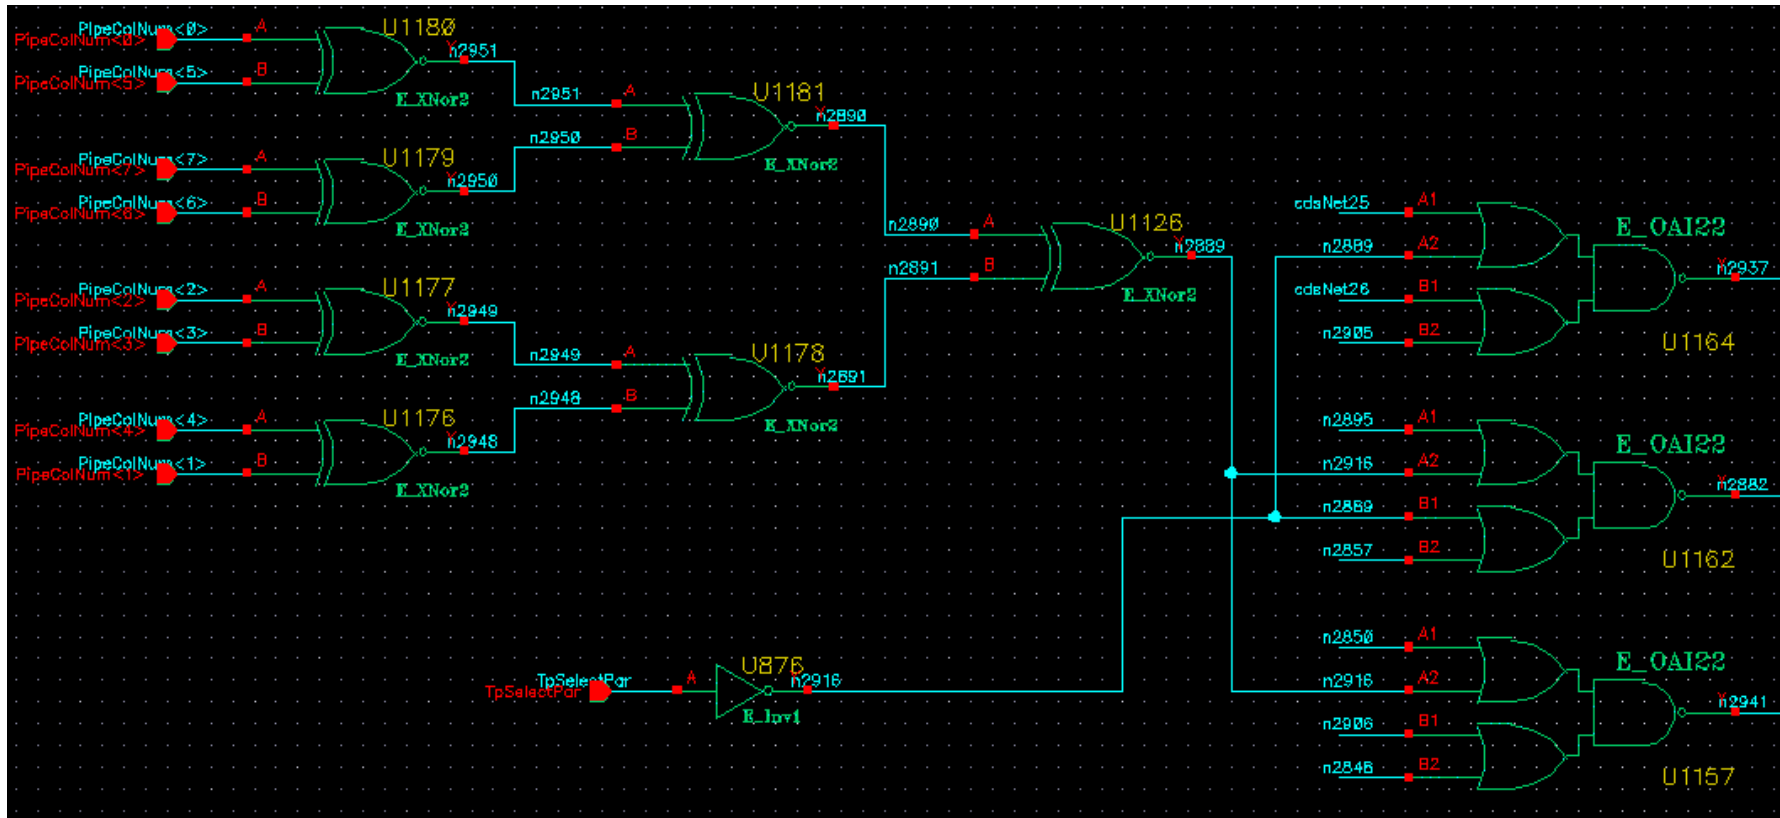 PipeColNum<0>
PipeColNum<0>
A
U1180
Y
n2951
PipeColNum<5>
PipeColNum<5>
B
E_XNor2
n2951
A
U1181
Y
n2890
n2950
B
E_XNor2
PipeColNum<7>
PipeColNum<7>
A
U1179
Y
n2950
PipeColNum<6>
PipeColNum<6>
B
E_XNor2
n2890
A
U1126
Y
n2889
n2891
B
E_XNor2
PipeColNum<2>
PipeColNum<2>
A
U1177
Y
n2949
PipeColNum<3>
PipeColNum<3>
B
E_XNor2
n2949
A
U1178
Y
n2891
n2948
B
E_XNor2
PipeColNum<4>
PipeColNum<4>
A
U1176
Y
n2948
PipeColNum<1>
PipeColNum<1>
B
E_XNor2
TpSelectPar
TpSelectPar
A
U876
Y
n2916
E_Inv1
cdsNet25
A1
E_OAI22
n2889
A2
Y
n2937
cdsNet26
B1
n2905
B2
U1164
n2895
A1
E_OAI22
n2916
A2
Y
n2882
n2889
B1
n2857
B2
U1162
n2850
A1
E_OAI22
n2916
A2
Y
n2941
n2906
B1
n2848
B2
U1157